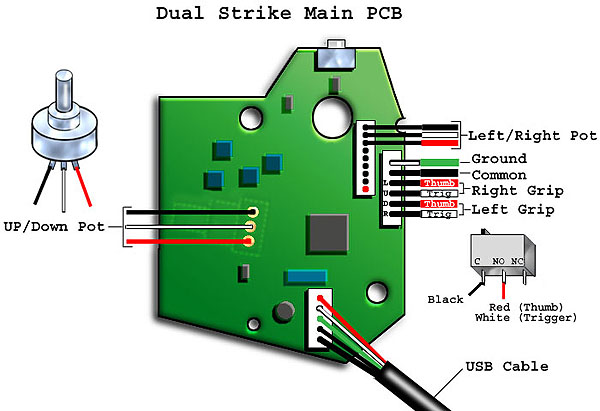 Dual Strike Main PCB
Left/Right Pot
Ground
Common
L
Thumb
U
Trig
Right Grip
D
Thumb
R
Trig
Left Grip
UP/Down Pot
C NO NC
Black
Red (Thumb)
White (Trigger)
USB Cable